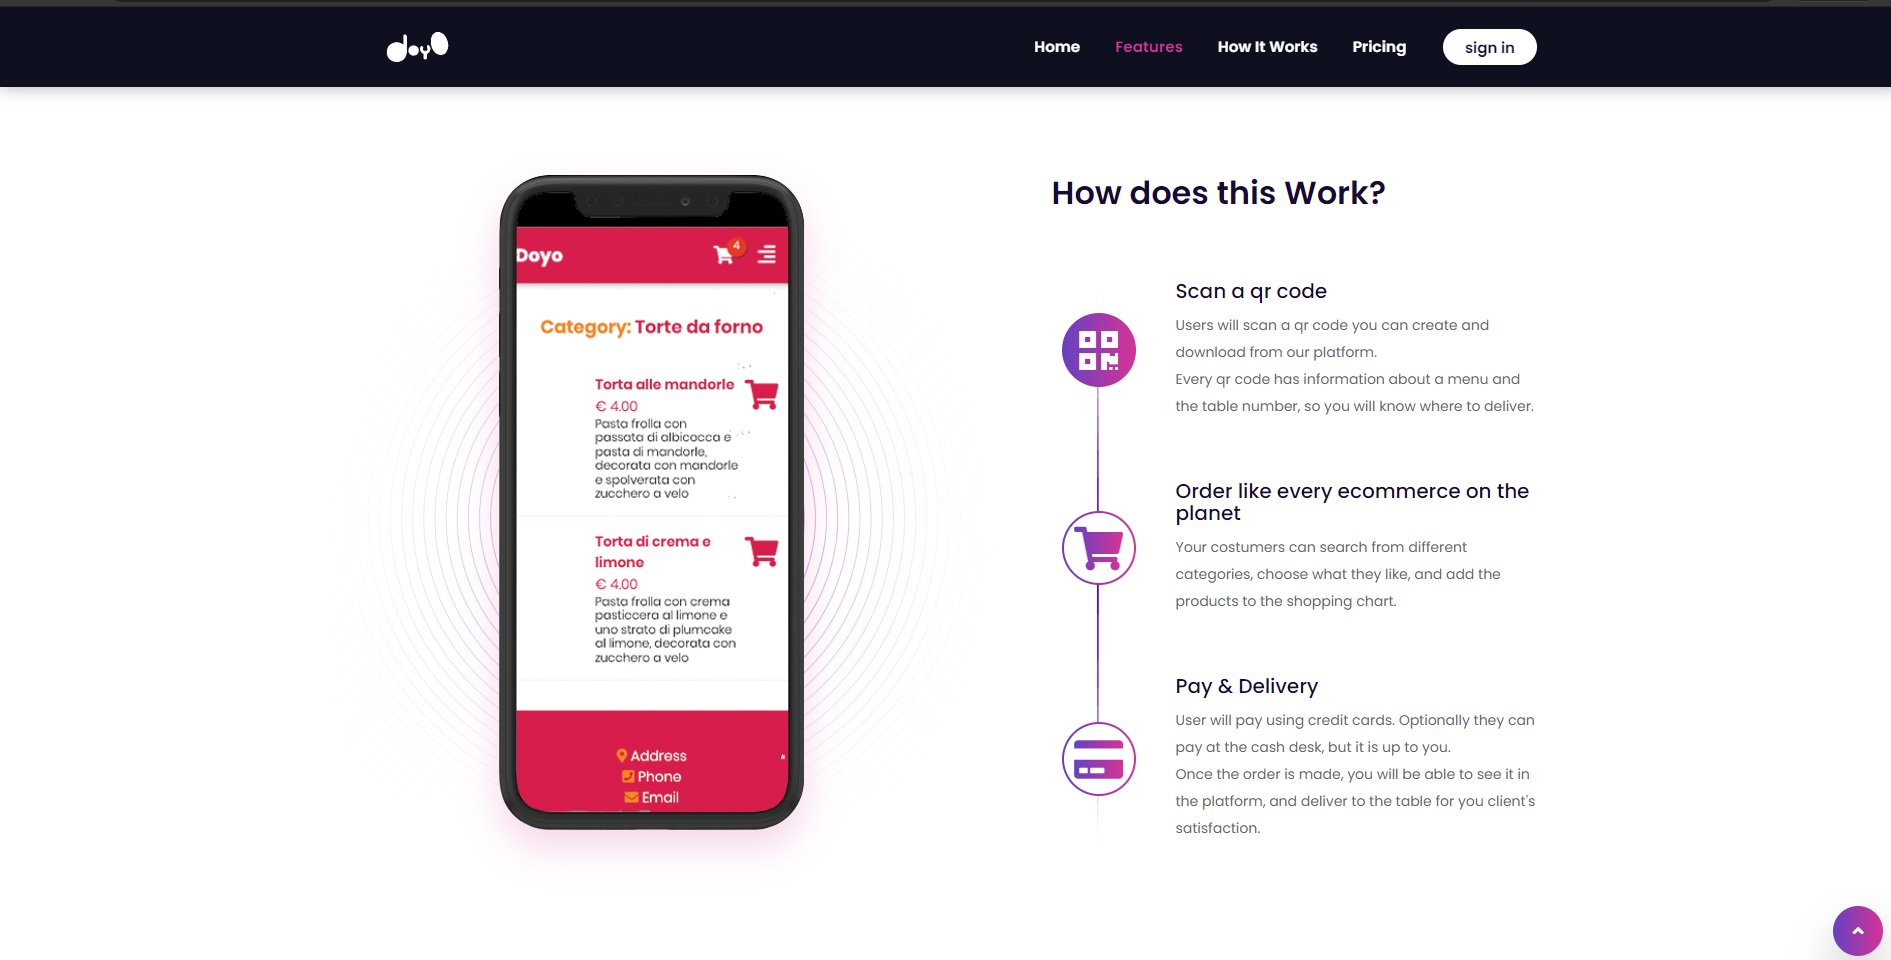 doyo
Home Features How It Works Pricing sign in
Doyo
4
Category: Torte da forno
Torta alle mandorle
€ 4.00
Pasta frolla con
passata di albicocca e
pasta di mandorle,
decorata con mandorle
e spolverata con
zucchero a velo
Torta di crema e
limone
€ 4.00
Pasta frolla con crema
pasticcera al limone e
uno strato di plumcake
al limone, decorata con
zucchero a velo
Address
Phone
Email
How does this Work?
Scan a qr code
Users will scan a qr code you can create and
download from our platform.
Every qr code has information about a menu and
the table number, so you will know where to deliver.
Order like every ecommerce on the
planet
Your costumers can search from different
categories, choose what they like, and add the
products to the shopping chart.
Pay & Delivery
User will pay using credit cards. Optionally they can
pay at the cash desk, but it is up to you.
Once the order is made, you will be able to see it in
the platform, and deliver to the table for you client's
satisfaction.